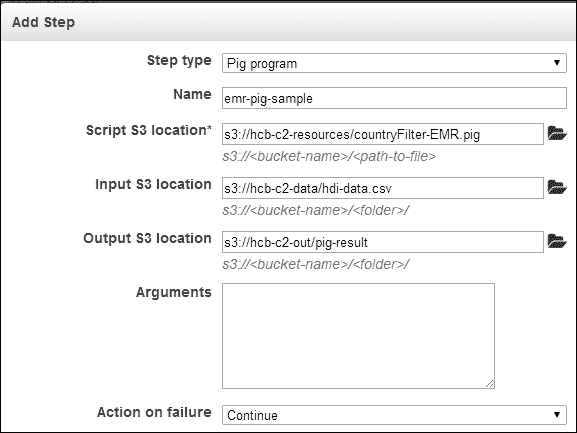 Add Step
Step type Pig program
Name emr-pig-sample
Script S3 location* s3://hcb-c2-resources/countryFilter-EMR.pig
s3://<bucket-name>/<path-to-file>
Input S3 location s3://hcb-c2-data/hdi-data.csv
s3://<bucket-name>/<folder>/
Output S3 location s3://hcb-c2-out/pig-result
s3://<bucket-name>/<folder>/
Arguments
Action on failure Continue